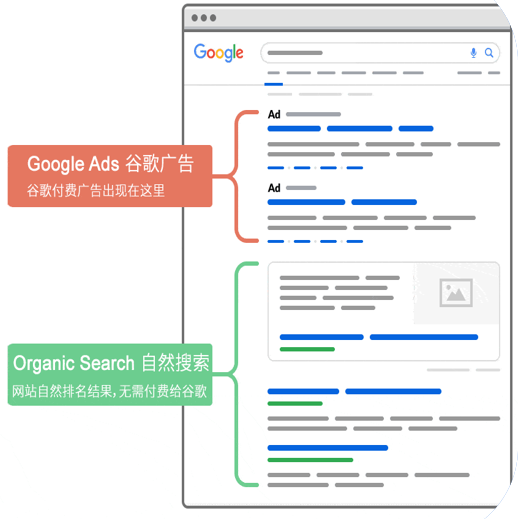 Google
Ad
Google Ads 谷歌广告
谷歌付费广告出现在这里
Ad
Organic Search 自然搜索
网站自然排名结果,无需付费给谷歌